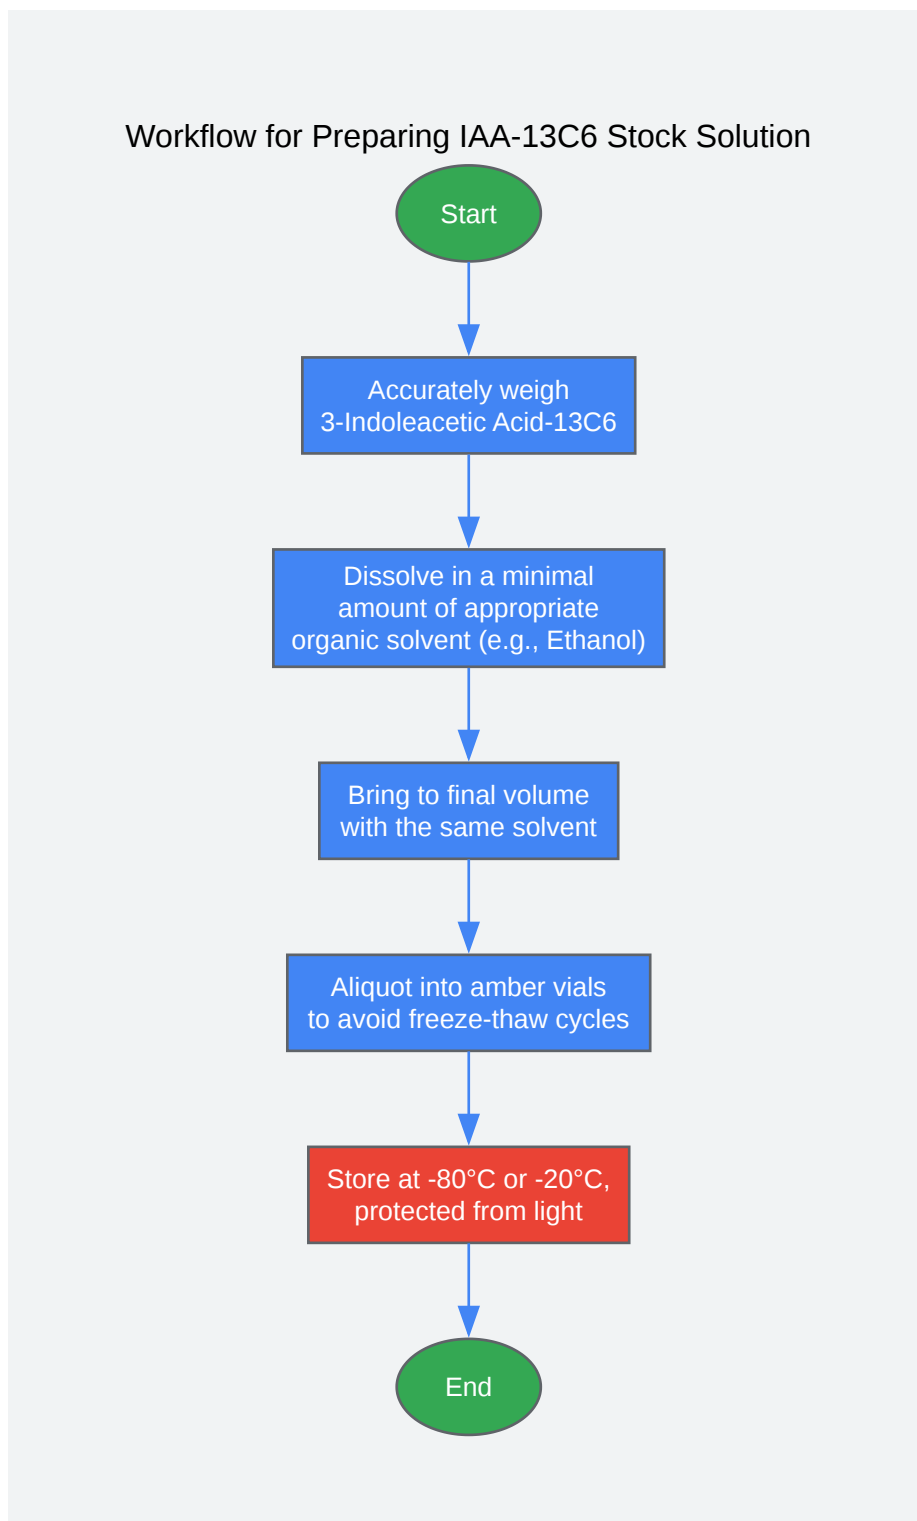 Workflow for Preparing IAA-13C6 Stock Solution
Start
Accurately weigh
3-Indoleacetic Acid-13C6
Dissolve in a minimal
amount of appropriate
organic solvent (e.g., Ethanol)
Bring to final volume
with the same solvent
Aliquot into amber vials
to avoid freeze-thaw cycles
Store at -80°C or -20°C,
protected from light
End